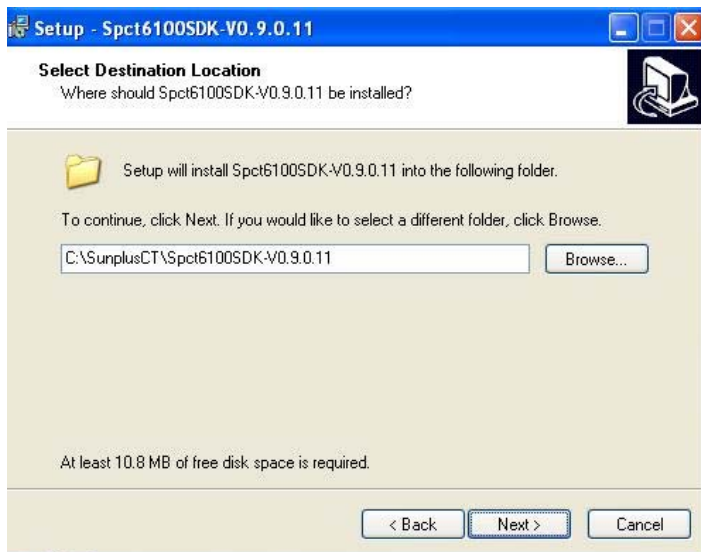 Setup - Spct6100SDK-V0.9.0.11
Select Destination Location
Where should Spct6100SDK-V0.9.0.11 be installed?
Setup will install Spct6100SDK-V0.9.0.11 into the following folder.
To continue, click Next. If you would like to select a different folder, click Browse.
C:\SunplusCT\Spct6100SDK-V0.9.0.11
Browse...
At least 10.8 MB of free disk space is required.
< Back Next > Cancel